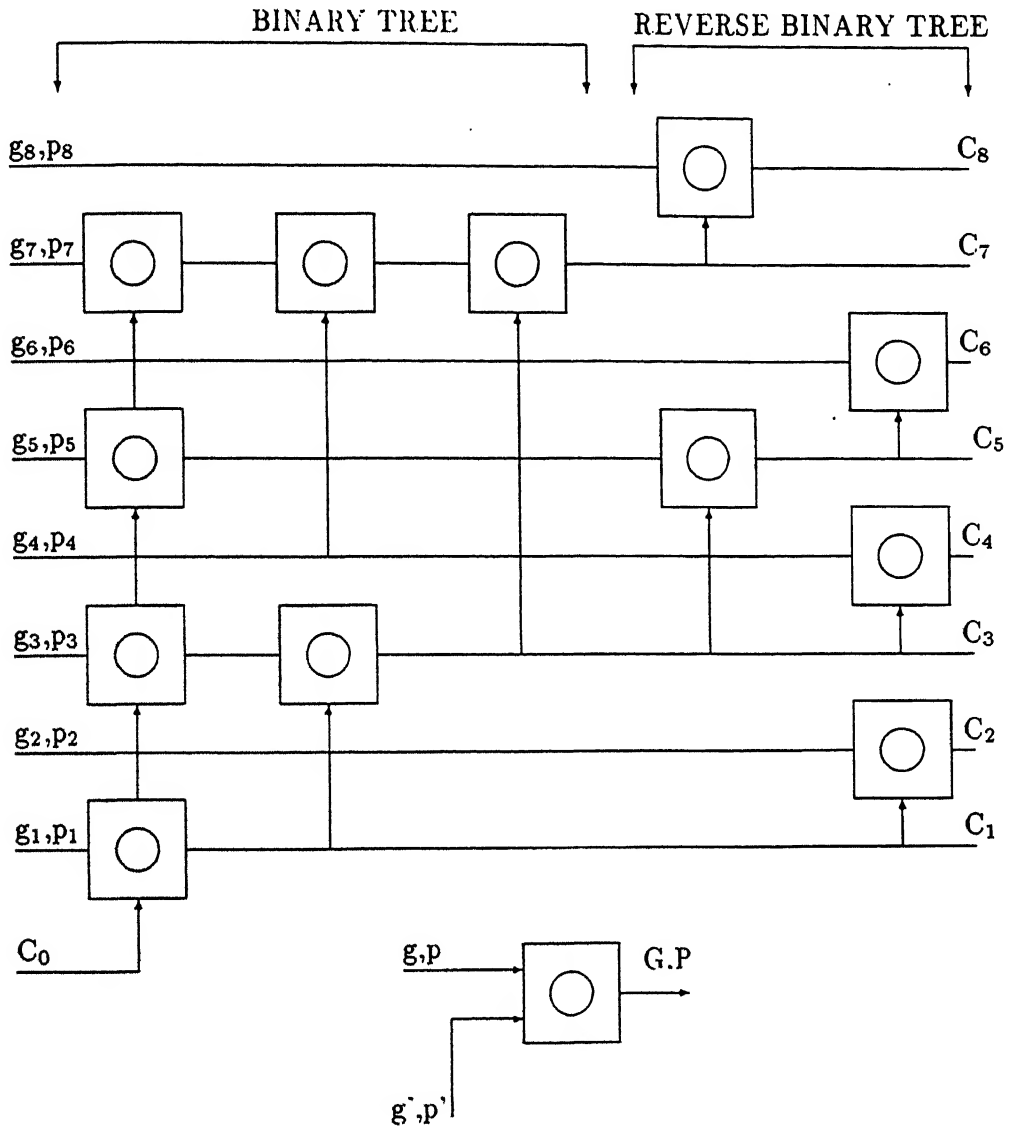 BINARY TREE
REVERSE BINARY TREE
g8,p8
C8
g7,p7
C7
g6,p6
C6
g5,p5
C5
g4,p4
C4
g3,p3
C3
g2,p2
C2
g1,p1
C1
C0
g,p
G.P
g`,p'